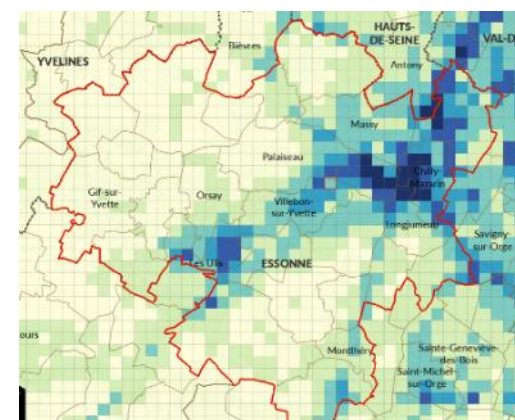 HAUTS-
DE-SEINE
VAL-D
Bièvres
YVELINES
Antony
Massy
Palaiseau
Chilly-
Mazarin
Gif-sur-
Yvette
Orsay
Villebon-
sur-Yvette
Longjumeau
Savigny-
sur-Orge
Les Ulis
ESSONNE
ours
Montlhéry
Sainte-Geneviève-
des-Bois
Saint-Michel-
sur-Orge